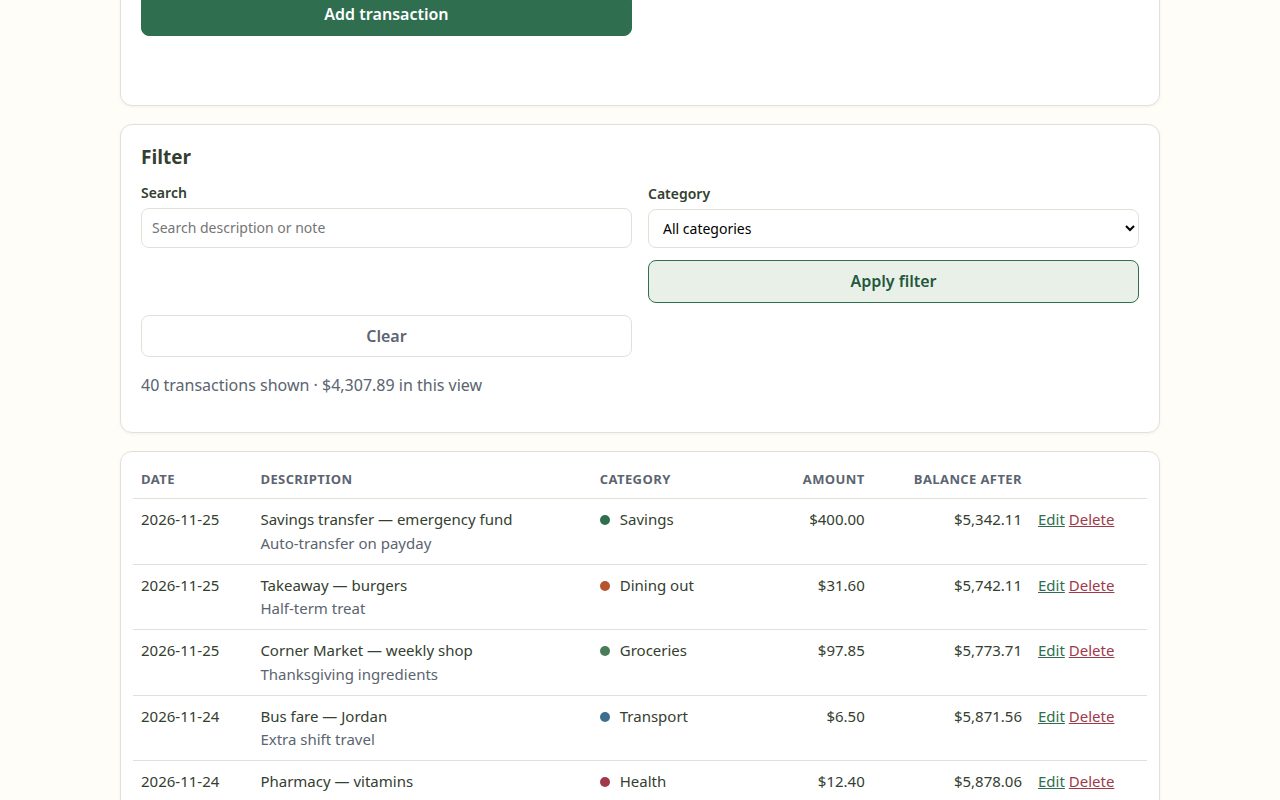 Add transaction
Filter
Search
Category
Search description or note
All categories
Apply filter
Clear
40 transactions shown · $4,307.89 in this view
DATE DESCRIPTION CATEGORY AMOUNT BALANCE AFTER
2026-11-25 Savings transfer — emergency fund Savings $400.00 $5,342.11 Edit Delete
Auto-transfer on payday
2026-11-25 Takeaway — burgers Dining out $31.60 $5,742.11 Edit Delete
Half-term treat
2026-11-25 Corner Market — weekly shop Groceries $97.85 $5,773.71 Edit Delete
Thanksgiving ingredients
2026-11-24 Bus fare — Jordan Transport $6.50 $5,871.56 Edit Delete
Extra shift travel
2026-11-24 Pharmacy — vitamins Health $12.40 $5,878.06 Edit Delete